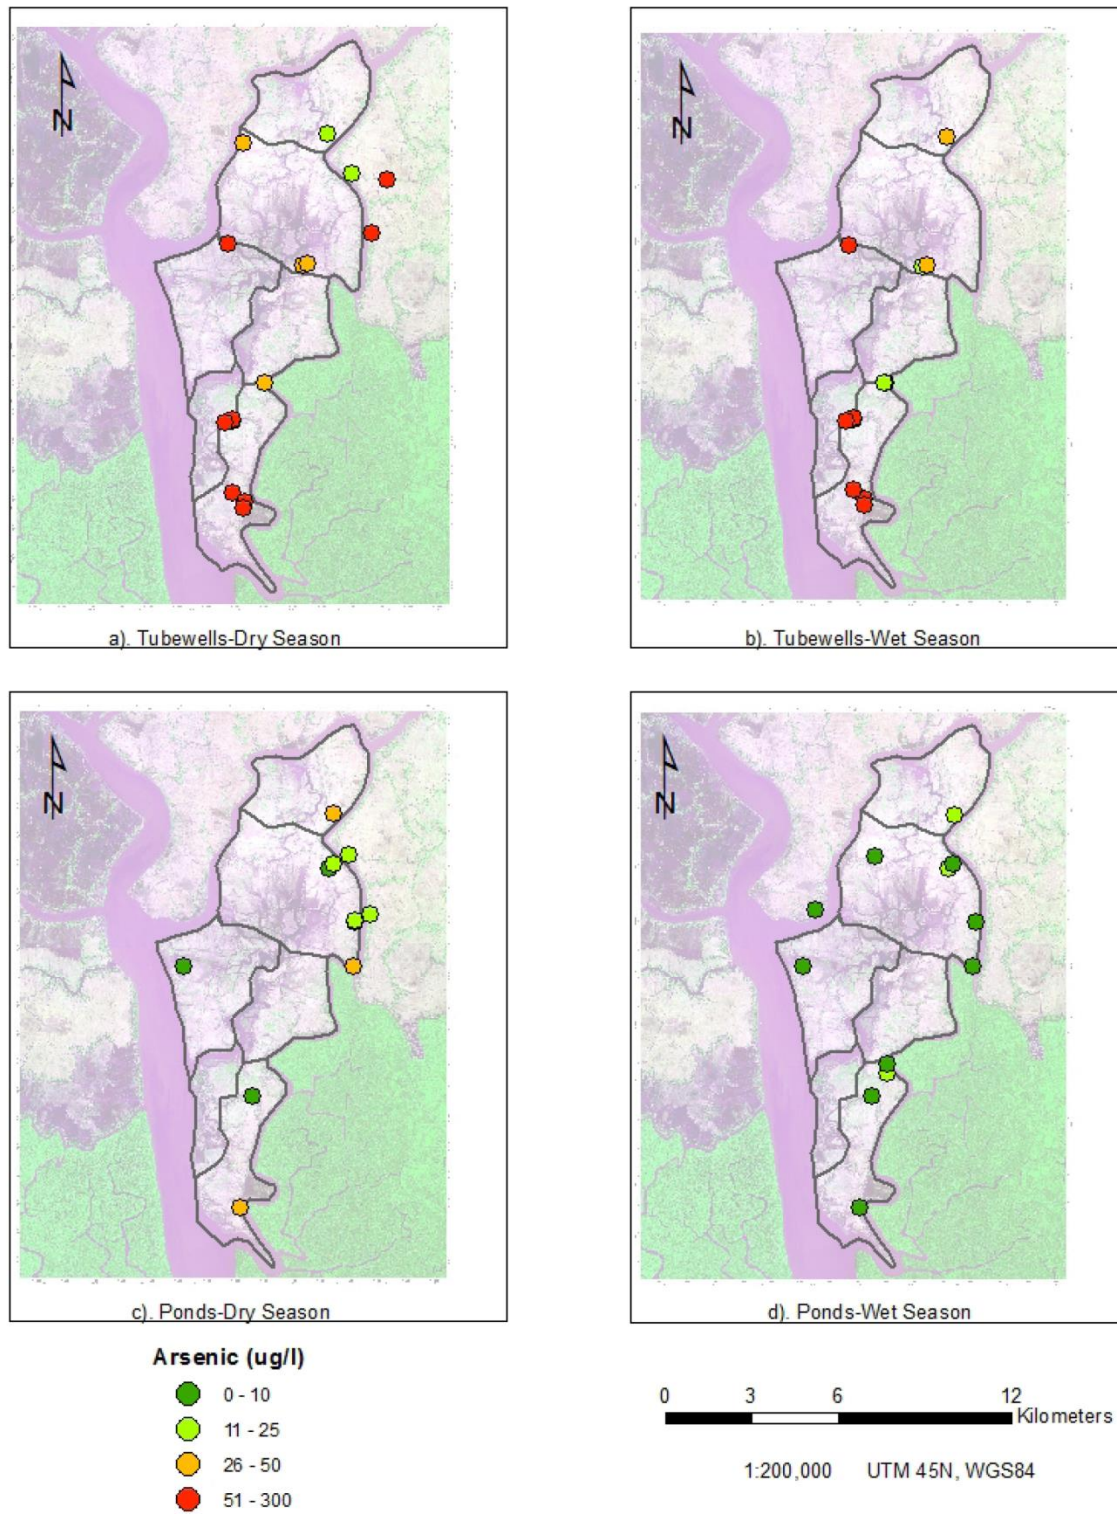 N
N
a). Tubewells-Dry Season
b). Tubewells-Wet Season
N
N
c). Ponds-Dry Season
d). Ponds-Wet Season
Arsenic (ug/l)
0 - 10
11 - 25
26 - 50
51 - 300
0 3 6 12
Kilometers
1:200,000 UTM 45N, WGS84